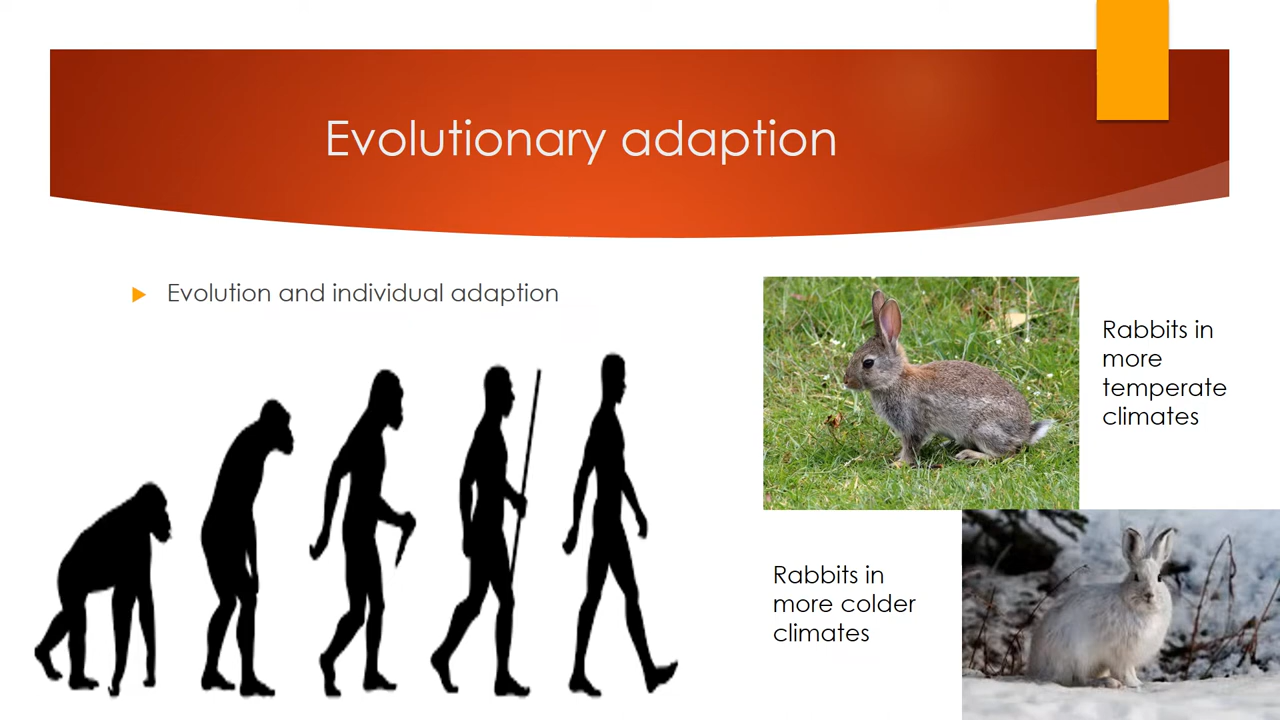 Evolutionary adaption
Evolution and individual adaption
Rabbits in
more
temperate
climates
Rabbits in
more colder
climates